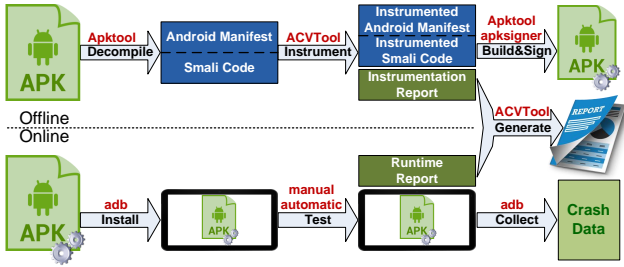 APK
Apktool
Decompile
Android Manifest
Smali Code
ACVTool
Instrument
Instrumented
Android Manifest
Instrumented
Smali Code
Instrumentation
Report
Apktool
apksigner
Build&Sign
APK
Offline
Online
ACVTool
Generate
REPORT
Runtime
Report
APK
adb
Install
APK
manual
automatic
Test
APK
adb
Collect
Crash
Data